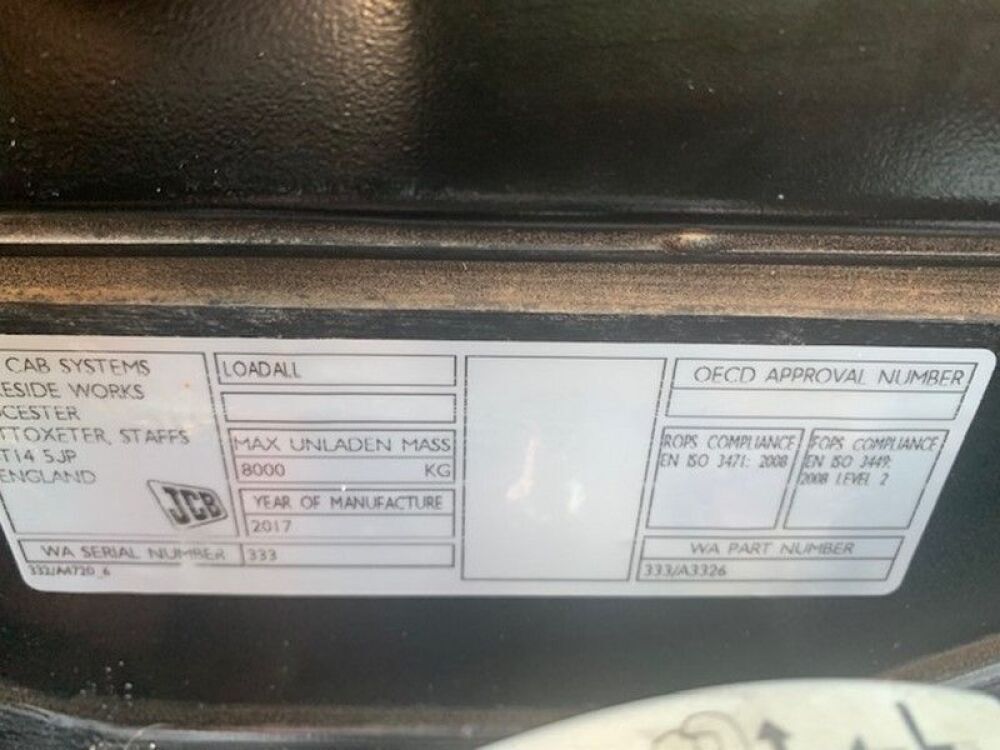 CAB SYSTEMS
ESIDE WORKS
CESTER
TTOXETER, STAFFS
T14 5JP
ENGLAND
JCB
LOADALL
MAX UNLADEN MASS
8000 KG
YEAR OF MANUFACTURE
2017
WA SERIAL NUMBER 333
332/A4720_6
OECD APPROVAL NUMBER
ROPS COMPLIANCE
EN ISO 3471: 2008
FOPS COMPLIANCE
EN ISO 3449:
2008 LEVEL 2
WA PART NUMBER
333/A3326